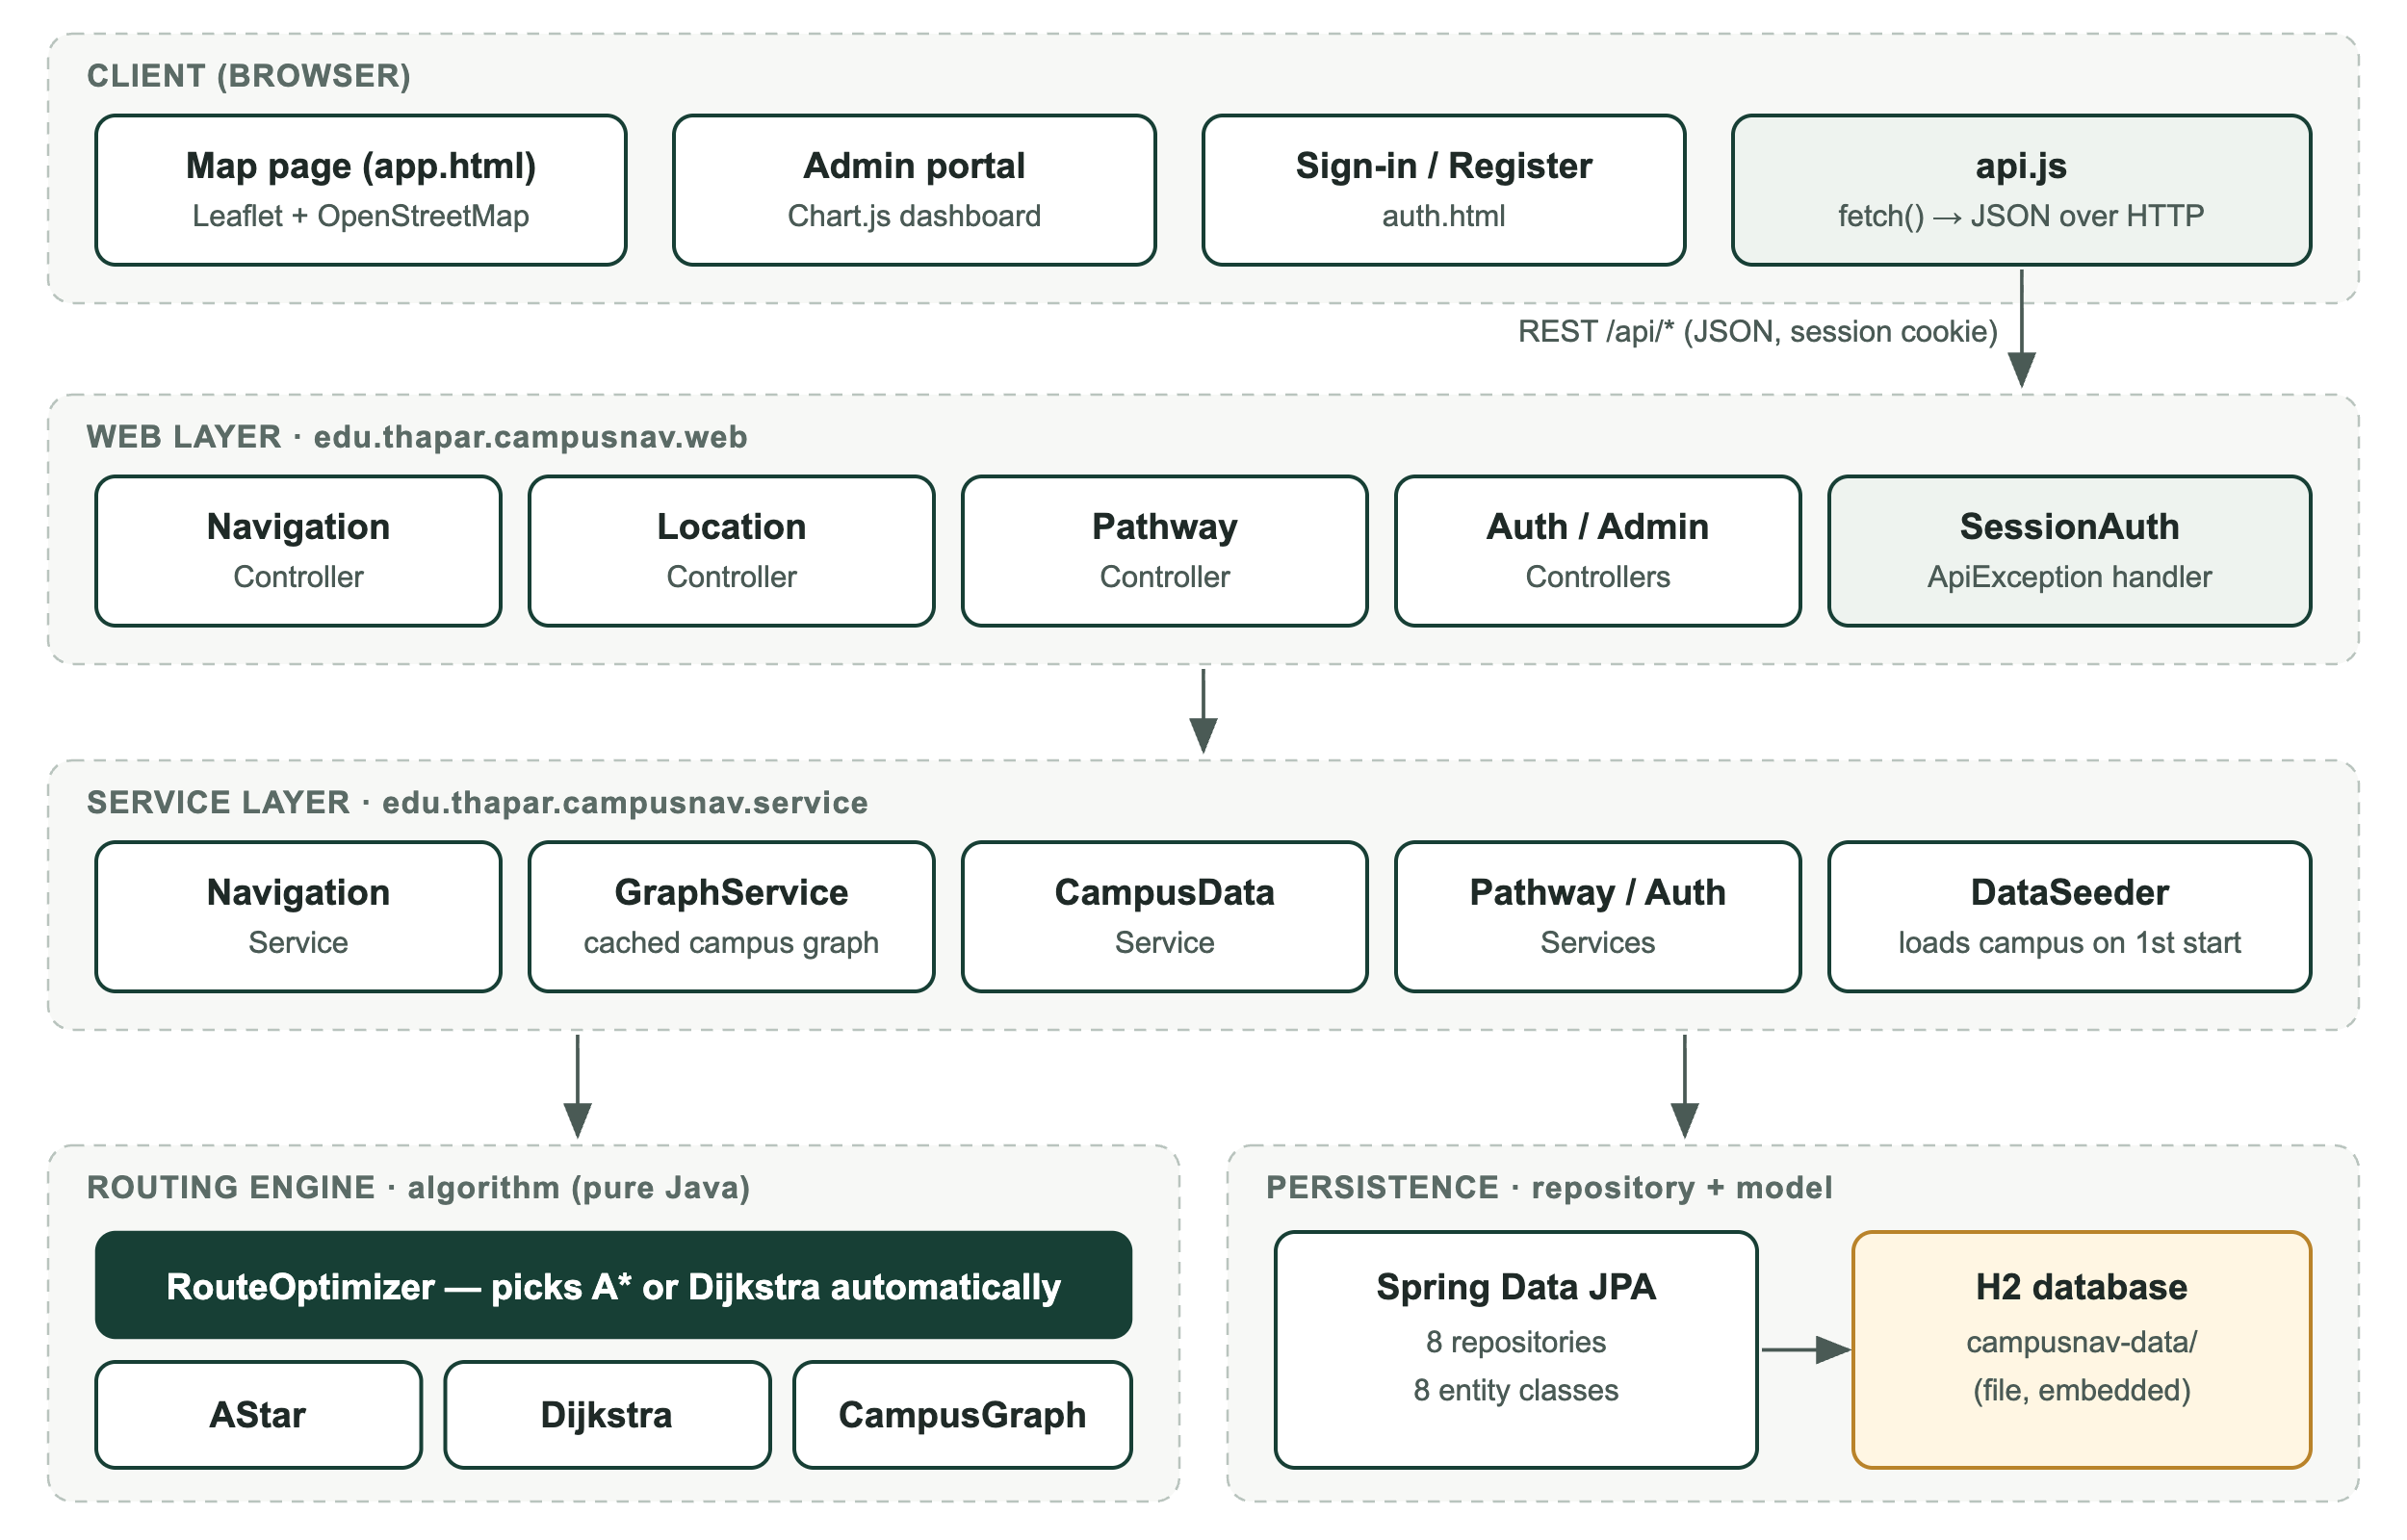 CLIENT (BROWSER)
Map page (app.html)
Leaflet + OpenStreetMap
Admin portal
Chart.js dashboard
Sign-in / Register
auth.html
api.js
fetch() → JSON over HTTP
REST /api/* (JSON, session cookie)
WEB LAYER · edu.thapar.campusnav.web
Navigation
Controller
Location
Controller
Pathway
Controller
Auth / Admin
Controllers
SessionAuth
ApiException handler
SERVICE LAYER · edu.thapar.campusnav.service
Navigation
Service
GraphService
cached campus graph
CampusData
Service
Pathway / Auth
Services
DataSeeder
loads campus on 1st start
ROUTING ENGINE · algorithm (pure Java)
RouteOptimizer — picks A* or Dijkstra automatically
AStar
Dijkstra
CampusGraph
PERSISTENCE · repository + model
Spring Data JPA
8 repositories
8 entity classes
H2 database
campusnav-data/
(file, embedded)